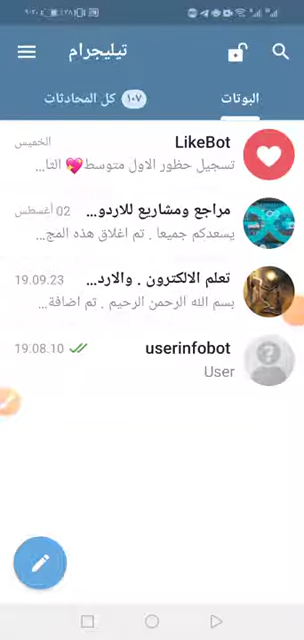 تيليجرام
البوتات
كل المحادثات ١٠٧
LikeBot
الخميس
تسجيل حظور الاول متوسط💖 الثا...
مراجع ومشاريع للاردو...
02 أغسطس
يسعدكم جميعا . تم اغلاق هذه المج...
تعلم الالكترون . والارد...
19.09.23
بسم الله الرحمن الرحيم . تم اضافة...
userinfobot
19.08.10
User